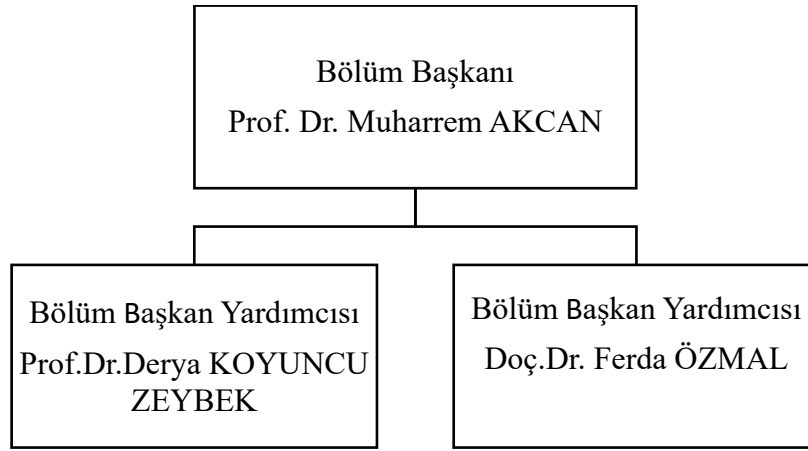 Bölüm Başkanı
Prof. Dr. Muharrem AKCAN
Bölüm Başkan Yardımcısı
Prof.Dr.Derya KOYUNCU
ZEYBEK
Bölüm Başkan Yardımcısı
Doç.Dr. Ferda ÖZMAL